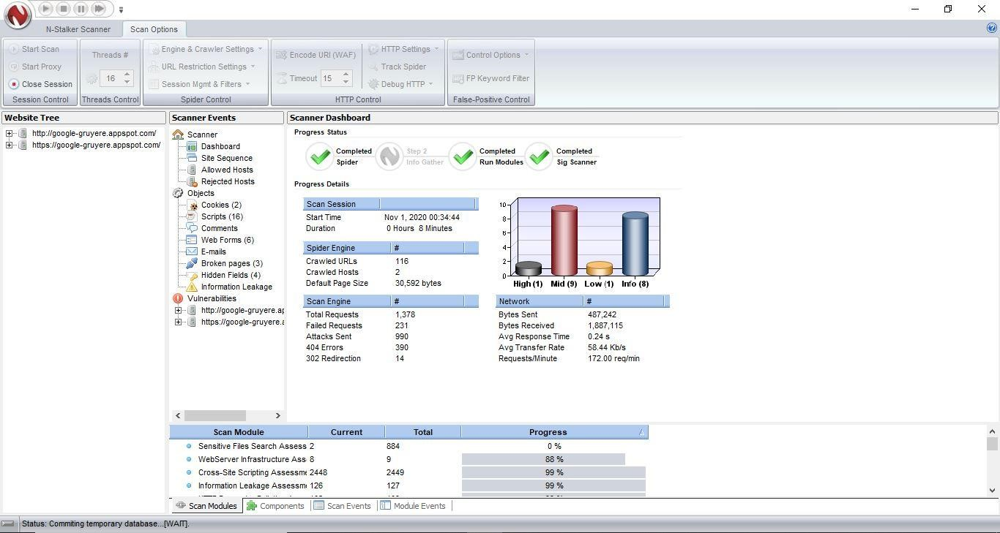 N-Stalker Scanner
Scan Options
Start Scan
Start Proxy
Close Session
Session Control
Threads #
16
Threads Control
Engine & Crawler Settings
URL Restriction Settings
Session Mgmt & Filters
Spider Control
Encode URI (WAF)
Timeout 15
HTTP Settings
Track Spider
Debug HTTP
HTTP Control
Control Options
FP Keyword Filter
False-Positive Control
Website Tree
http://google-gruyere.appspot.com/
https://google-gruyere.appspot.com/
Scanner Events
Scanner
Dashboard
Site Sequence
Allowed Hosts
Rejected Hosts
Objects
Cookies (2)
Scripts (16)
Comments
Web Forms (6)
E-mails
Broken pages (3)
Hidden Fields (4)
Information Leakage
Vulnerabilities
http://google-gruyere.ap
https://google-gruyere.a
Scanner Dashboard
Progress Status
Completed
Spider
Step 2
Info Gather
Completed
Run Modules
Completed
Sig Scanner
Progress Details
Scan Session
Start Time Nov 1, 2020 00:34:44
Duration 0 Hours 8 Minutes
Spider Engine #
Crawled URLs 116
Crawled Hosts 2
Default Page Size 30,592 bytes
10
8
6
4
2
0
High (1) Mid (9) Low (1) Info (8)
Scan Engine #
Total Requests 1,378
Failed Requests 231
Attacks Sent 990
404 Errors 390
302 Redirection 14
Network #
Bytes Sent 487,242
Bytes Received 1,887,115
Avg Response Time 0.24 s
Avg Transfer Rate 58.44 Kb/s
Requests/Minute 172.00 req/min
Scan Module Current Total Progress
Sensitive Files Search Assess 2 884 0 %
WebServer Infrastructure Ass 8 9 88 %
Cross-Site Scripting Assessme 2448 2449 99 %
Information Leakage Assessm 126 127 99 %
Scan Modules Components Scan Events Module Events
Status: Commiting temporary database...[WAIT].